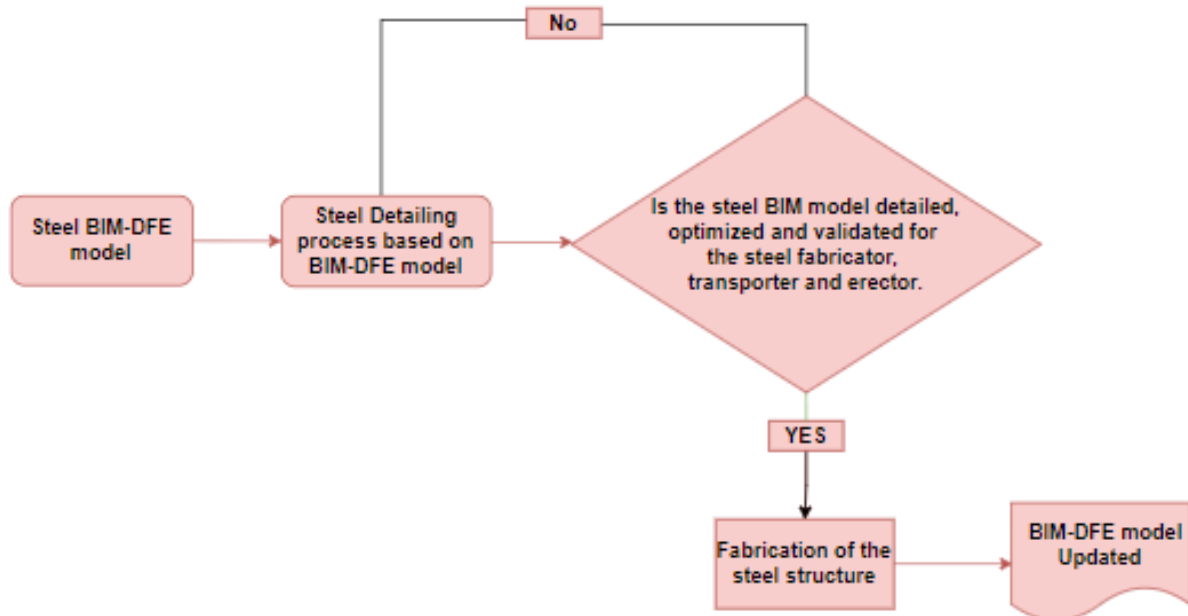 No
Steel BIM-DFE
model
Steel Detailing
process based on
BIM-DFE model
Is the steel BIM model detailed,
optimized and validated for
the steel fabricator,
transporter and erector.
YES
Fabrication of the
steel structure
BIM-DFE model
Updated